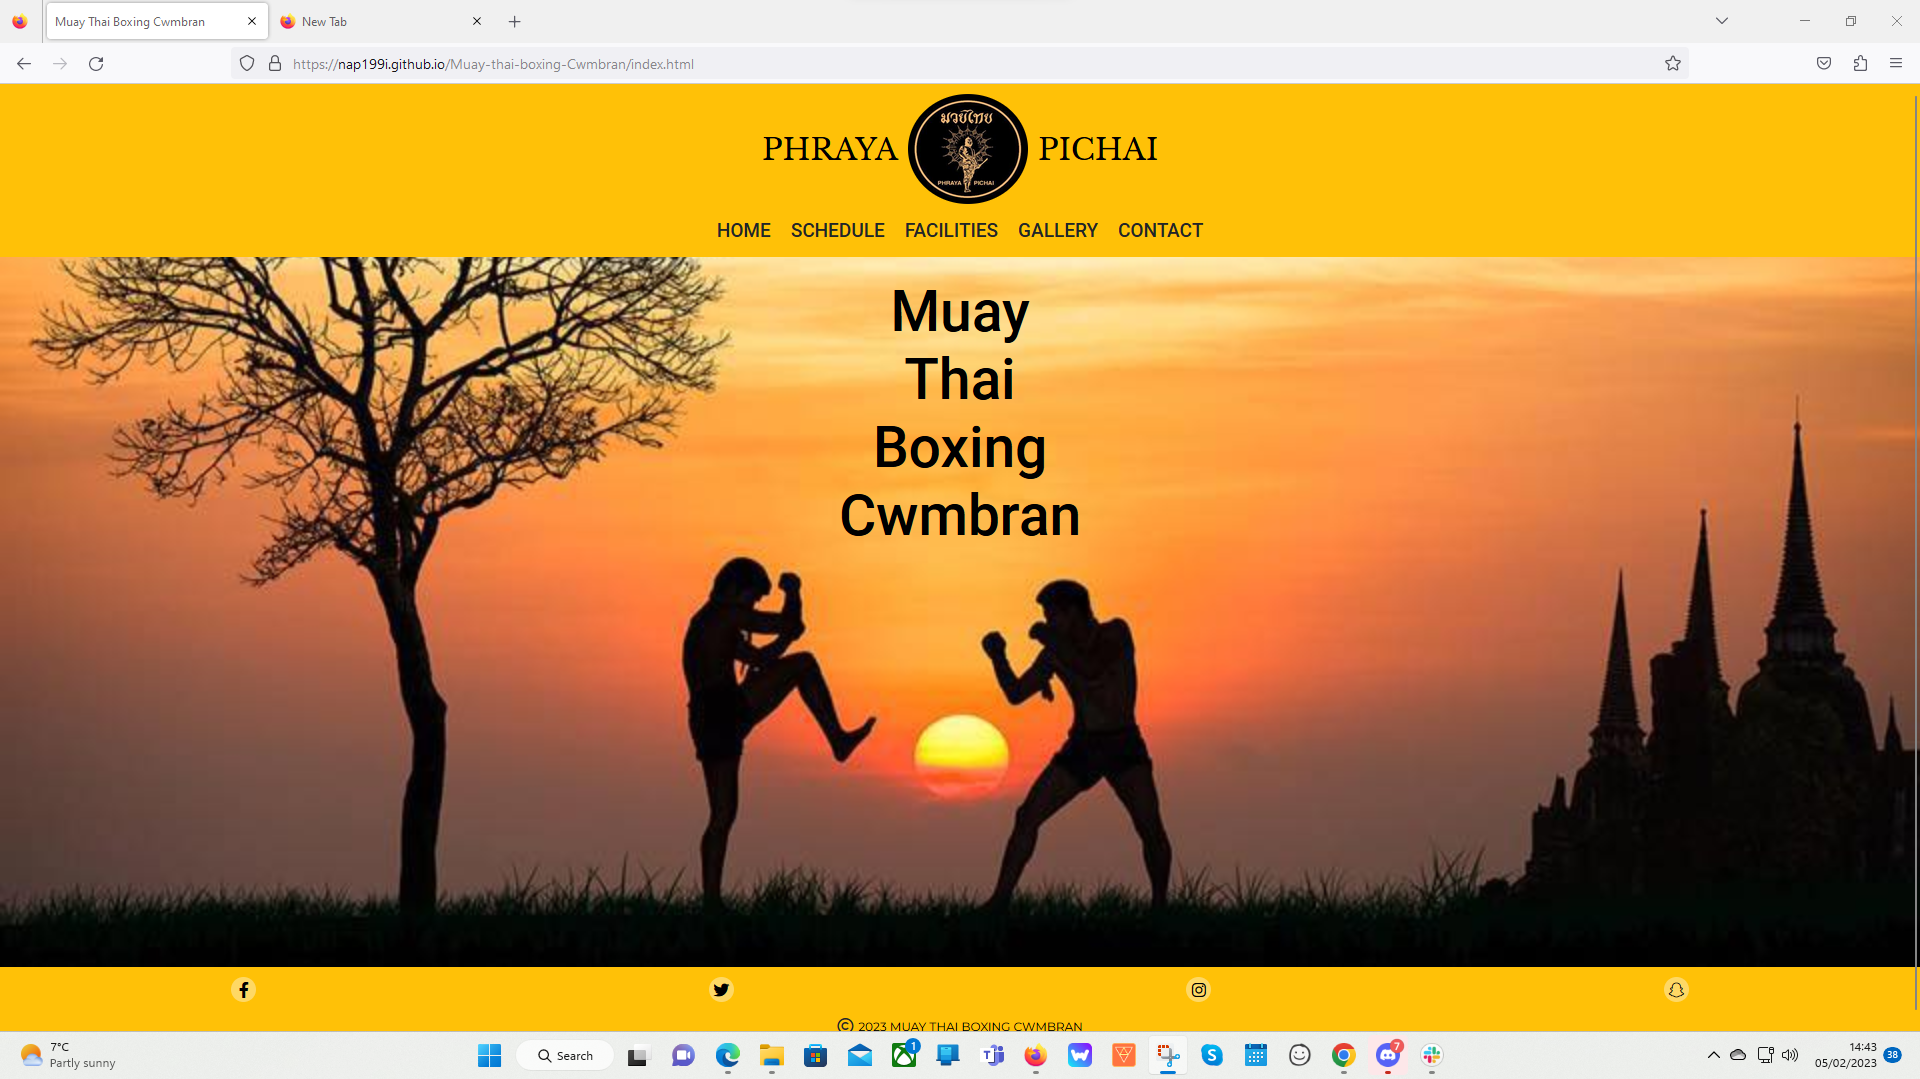 Muay Thai Boxing Cwmbran
New Tab
https://nap199i.github.io/Muay-thai-boxing-Cwmbran/index.html
PHRAYA PICHAI
มวยไทย
PHRAYA PICHAI
HOME SCHEDULE FACILITIES GALLERY CONTACT
Muay
Thai
Boxing
Cwmbran
© 2023 MUAY THAI BOXING CWMBRAN
7°C
Partly sunny
Search
1
7
14:43
05/02/2023
38